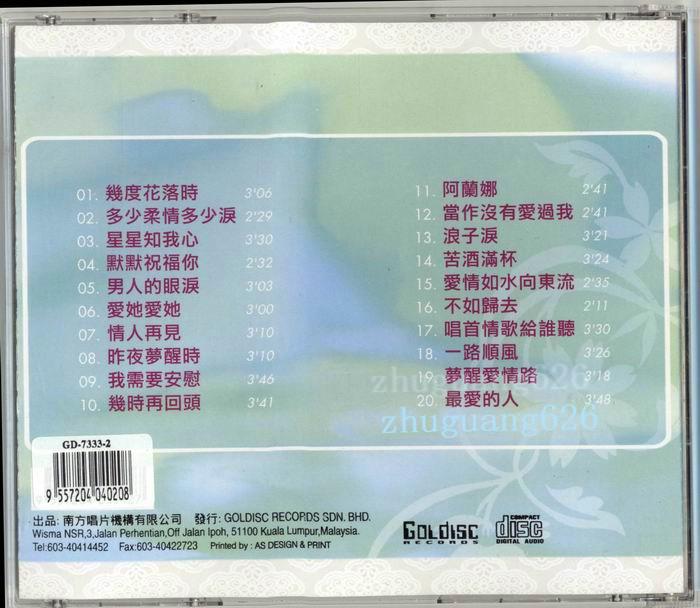 01. 幾度花落時 3'06
02. 多少柔情多少淚 2'29
03. 星星知我心 3'30
04. 默默祝福你 2'32
05. 男人的眼淚 3'03
06. 愛她愛她 3'00
07. 情人再見 3'10
08. 昨夜夢醒時 3'10
09. 我需要安慰 3'46
10. 幾時再回頭 3'41
11. 阿蘭娜 2'41
12. 當作沒有愛過我 2'41
13. 浪子淚 3'21
14. 苦酒滿杯 3'24
15. 愛情如水向東流 2'35
16. 不如歸去 2'11
17. 唱首情歌給誰聽 3'30
18. 一路順風 3'26
19. 夢醒愛情路 3'18
20. 最愛的人 3'48
zhuguang626
zhuguang626
GD-7333-2
9 557204 040208
出品: 南方唱片機構有限公司 發行: GOLDISC RECORDS SDN. BHD.
Wisma NSR,3,Jalan Perhentian,Off Jalan Ipoh, 51100 Kuala Lumpur,Malaysia.
Tel:603-40414452 Fax:603-40422723 Printed by : AS DESIGN & PRINT
GOLDISC
RECORDS
COMPACT
disc
DIGITAL AUDIO